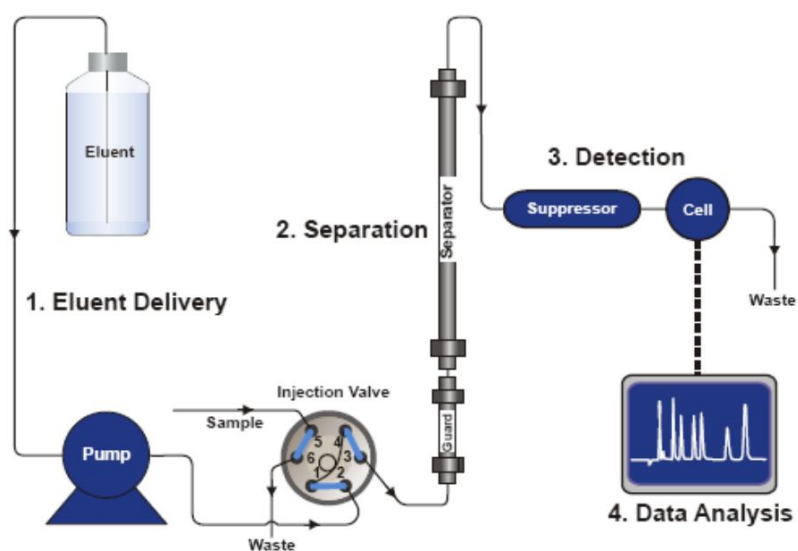 Eluent
1. Eluent Delivery
Pump
Sample
Injection Valve
5
4
6
3
1
2
Waste
2. Separation
Guard
Separator
3. Detection
Suppressor
Cell
Waste
4. Data Analysis